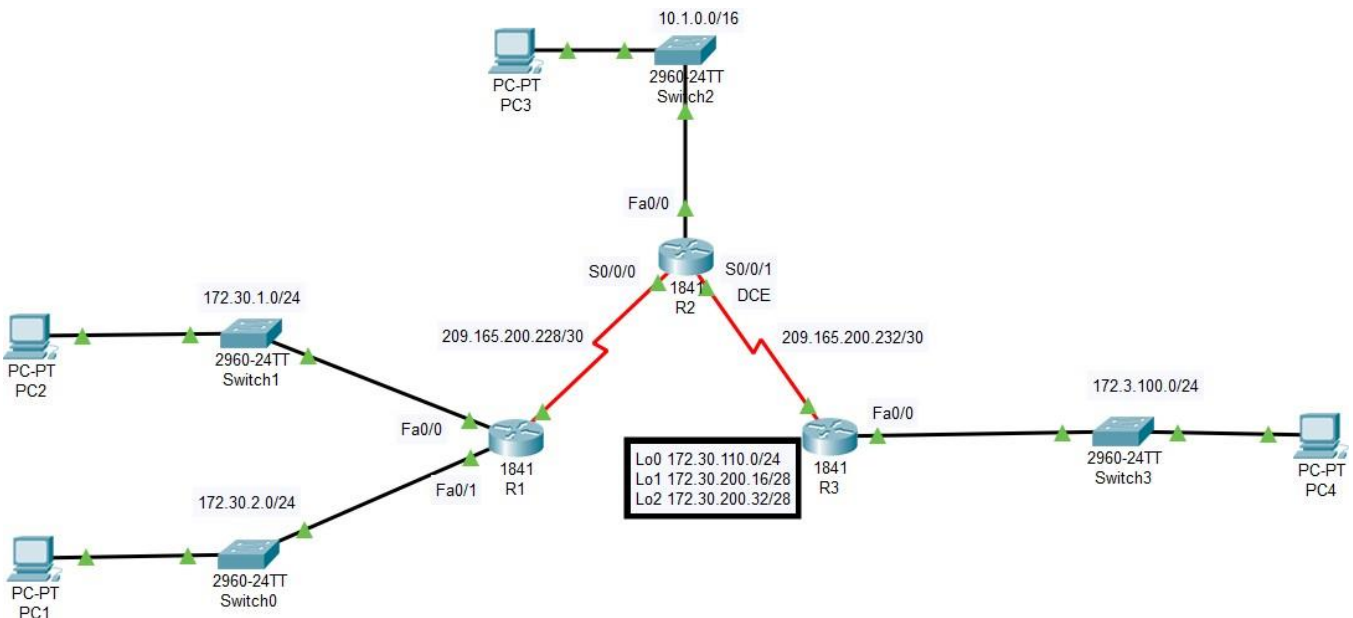 10.1.0.0/16
PC-PT
PC3
2960-24TT
Switch2
Fa0/0
S0/0/0
S0/0/1
1841
R2
DCE
172.30.1.0/24
209.165.200.228/30
209.165.200.232/30
PC-PT
PC2
2960-24TT
Switch1
172.3.100.0/24
Fa0/0
Fa0/0
1841
R1
Fa0/1
Lo0 172.30.110.0/24
Lo1 172.30.200.16/28
Lo2 172.30.200.32/28
1841
R3
2960-24TT
Switch3
PC-PT
PC4
172.30.2.0/24
PC-PT
PC1
2960-24TT
Switch0